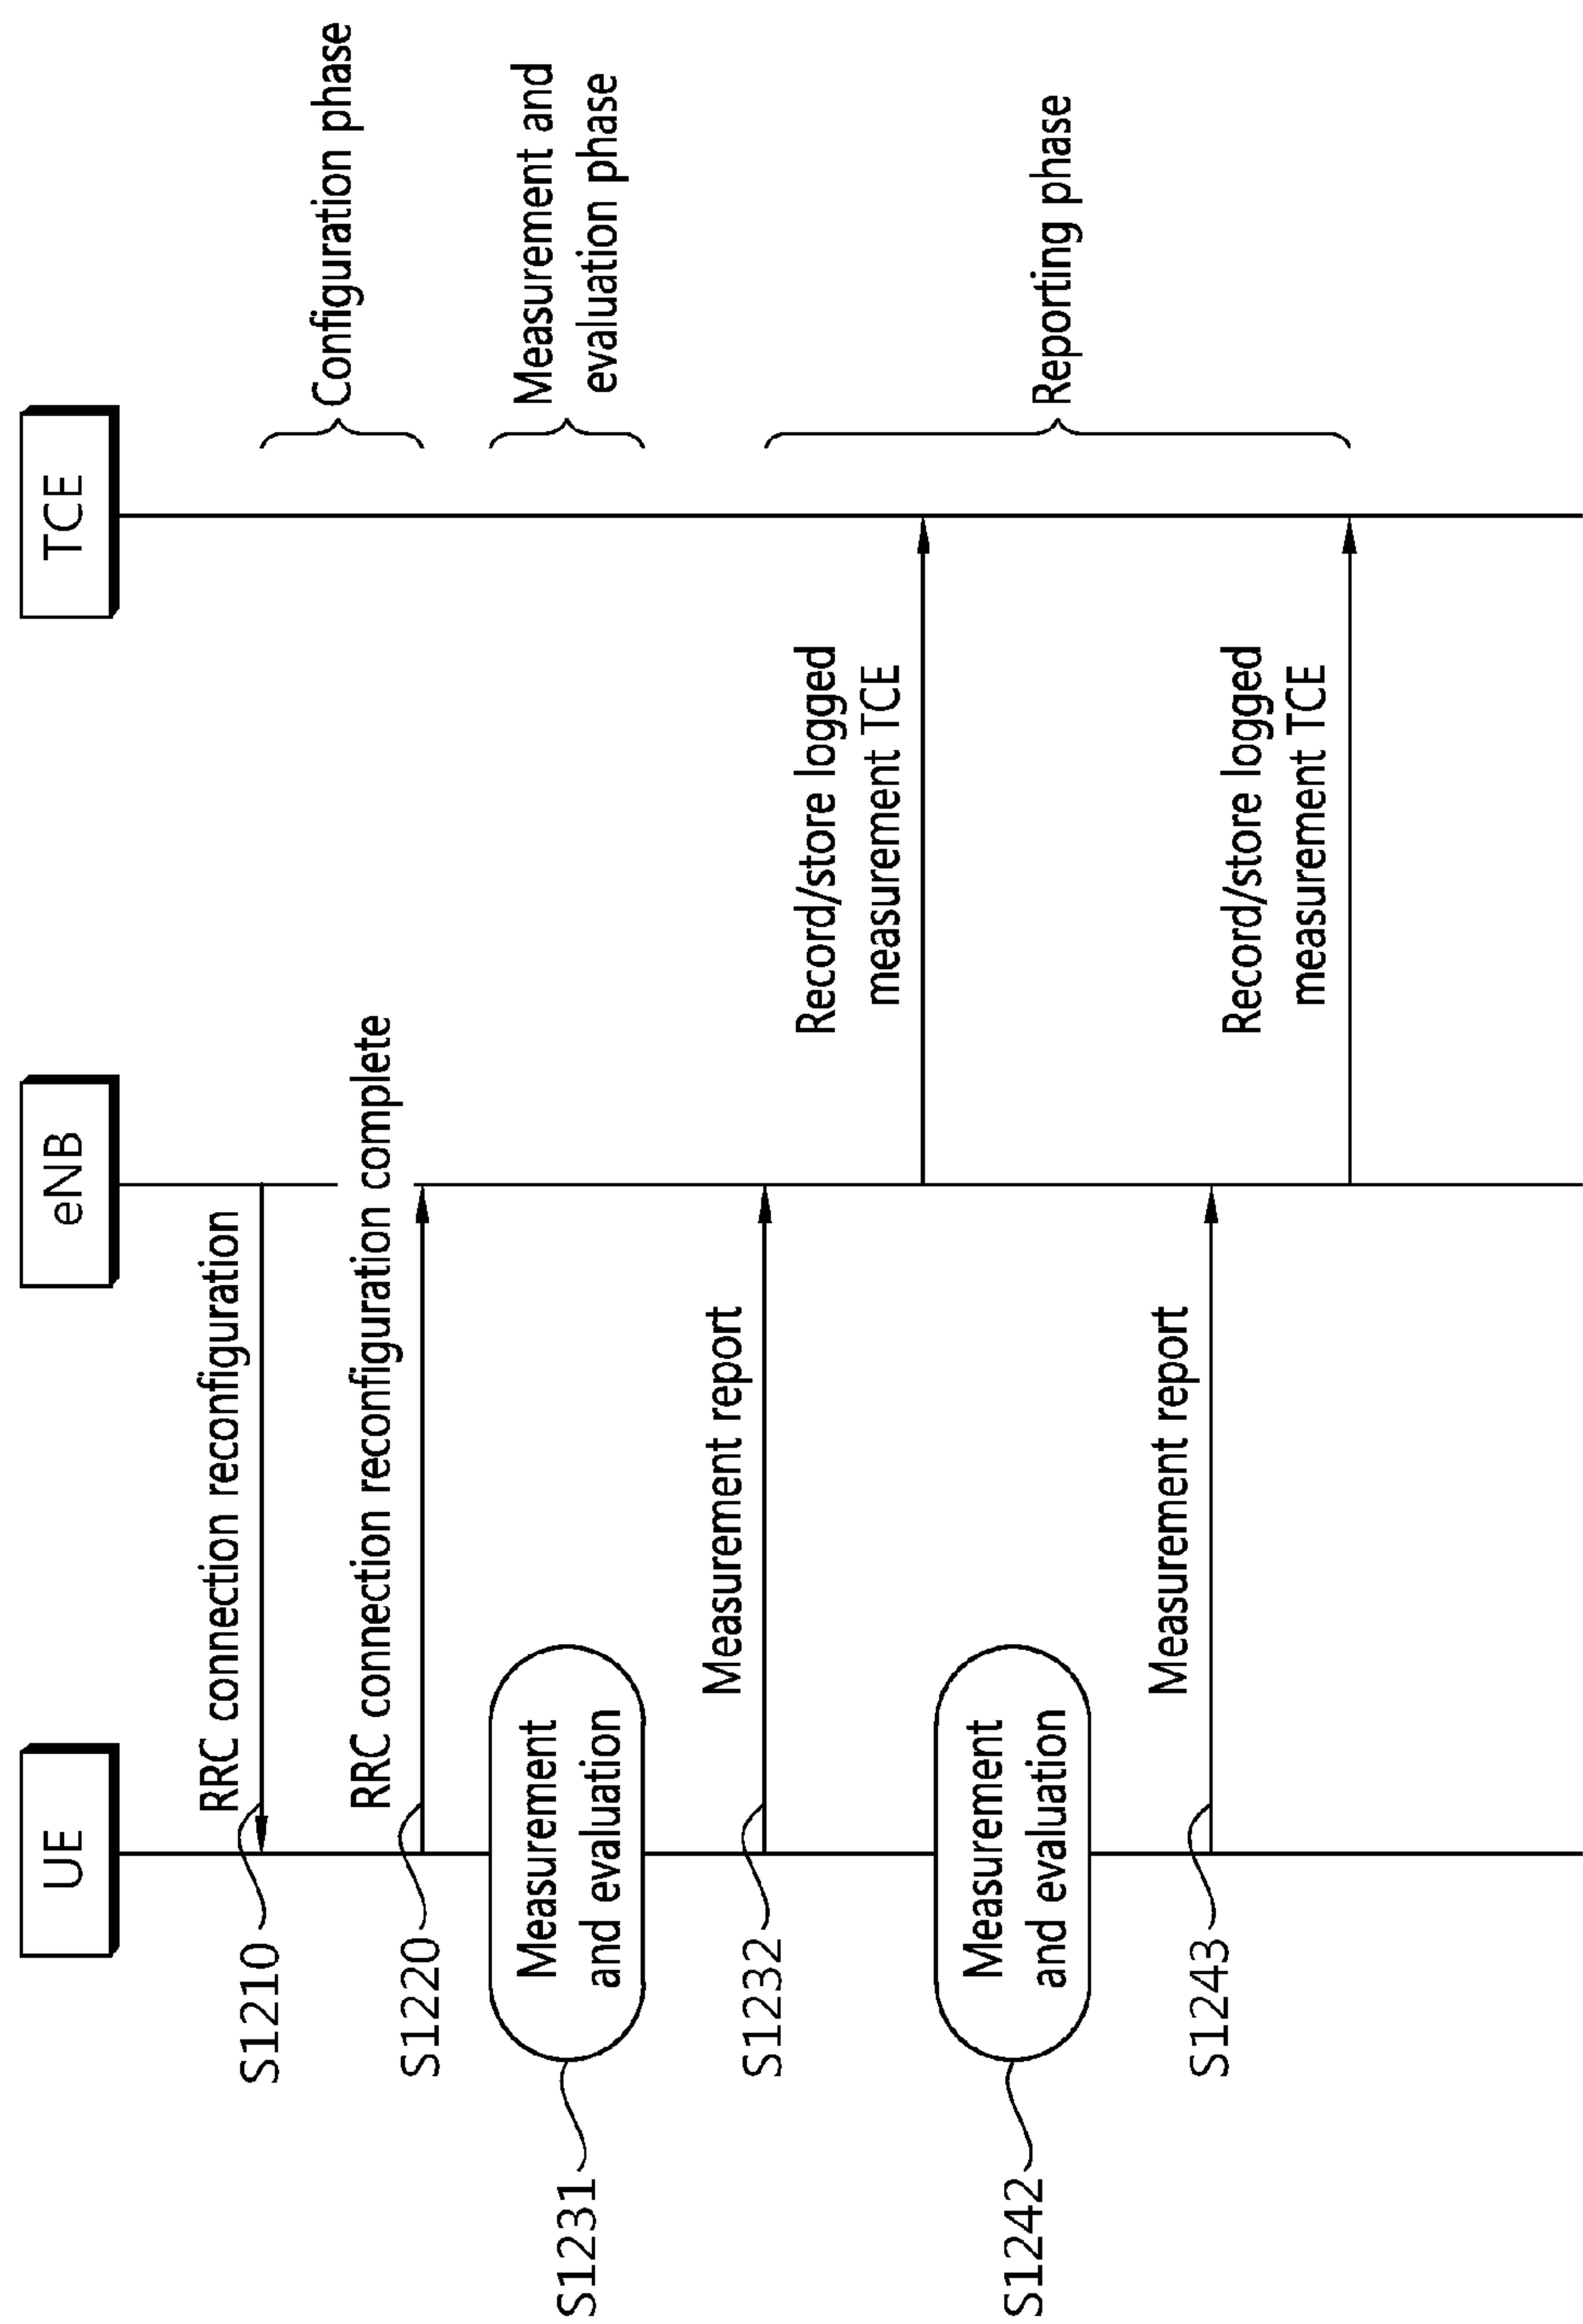 UE
eNB
TCE
RRC connection reconfiguration
S1210
Configuration phase
RRC connection reconfiguration complete
S1220
Measurement
and evaluation
S1231
Measurement and
evaluation phase
Measurement report
S1232
Record/store logged
measurement TCE
Reporting phase
Measurement
and evaluation
S1242
Measurement report
S1243
Record/store logged
measurement TCE